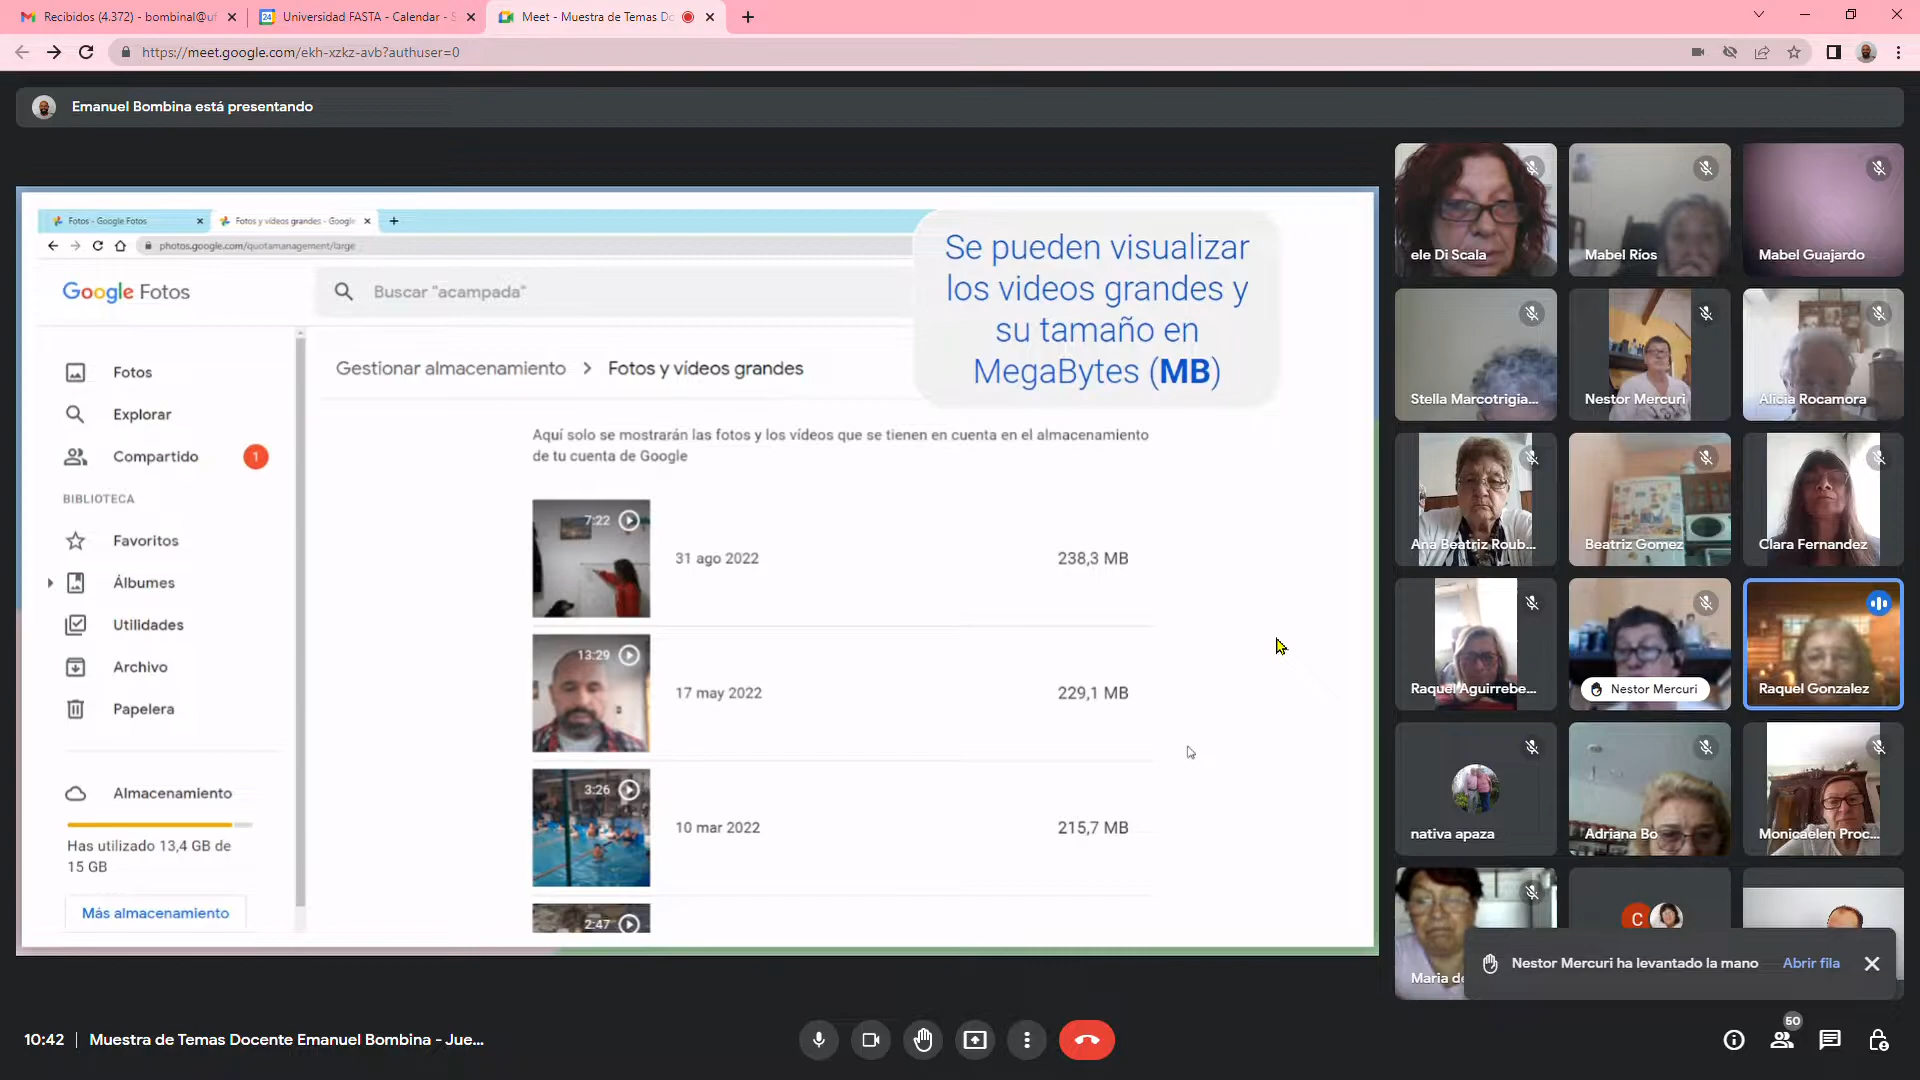 Recibidos (4.372) - bombinal@uf
Universidad FASTA - Calendar - S
Meet - Muestra de Temas Do
https://meet.google.com/ekh-xzkz-avb?authuser=0
Emanuel Bombina está presentando
Fotos - Google Fotos
Fotos y vídeos grandes - Google
photos.google.com/quotamanagement/large
Google Fotos
Buscar "acampada"
Se pueden visualizar
los videos grandes y
su tamaño en
MegaBytes (MB)
Fotos
Explorar
Compartido
1
BIBLIOTECA
Favoritos
Álbumes
Utilidades
Archivo
Papelera
Almacenamiento
Has utilizado 13,4 GB de
15 GB
Más almacenamiento
Gestionar almacenamiento > Fotos y vídeos grandes
Aquí solo se mostrarán las fotos y los vídeos que se tienen en cuenta en el almacenamiento
de tu cuenta de Google
7:22
31 ago 2022
238,3 MB
13:29
17 may 2022
229,1 MB
3:26
10 mar 2022
215,7 MB
2:47
ele Di Scala
Mabel Ríos
Mabel Guajardo
Stella Marcotrigia...
Nestor Mercuri
Alicia Rocamora
Ana Beatriz Roub...
Beatriz Gomez
Clara Fernandez
Raquel Aguirrebe...
Nestor Mercuri
Raquel Gonzalez
nativa apaza
Adriana Bo
Monicaelen Proc...
Maria de
C
Nestor Mercuri ha levantado la mano
Abrir fila
10:42
Muestra de Temas Docente Emanuel Bombina - Jue...
50